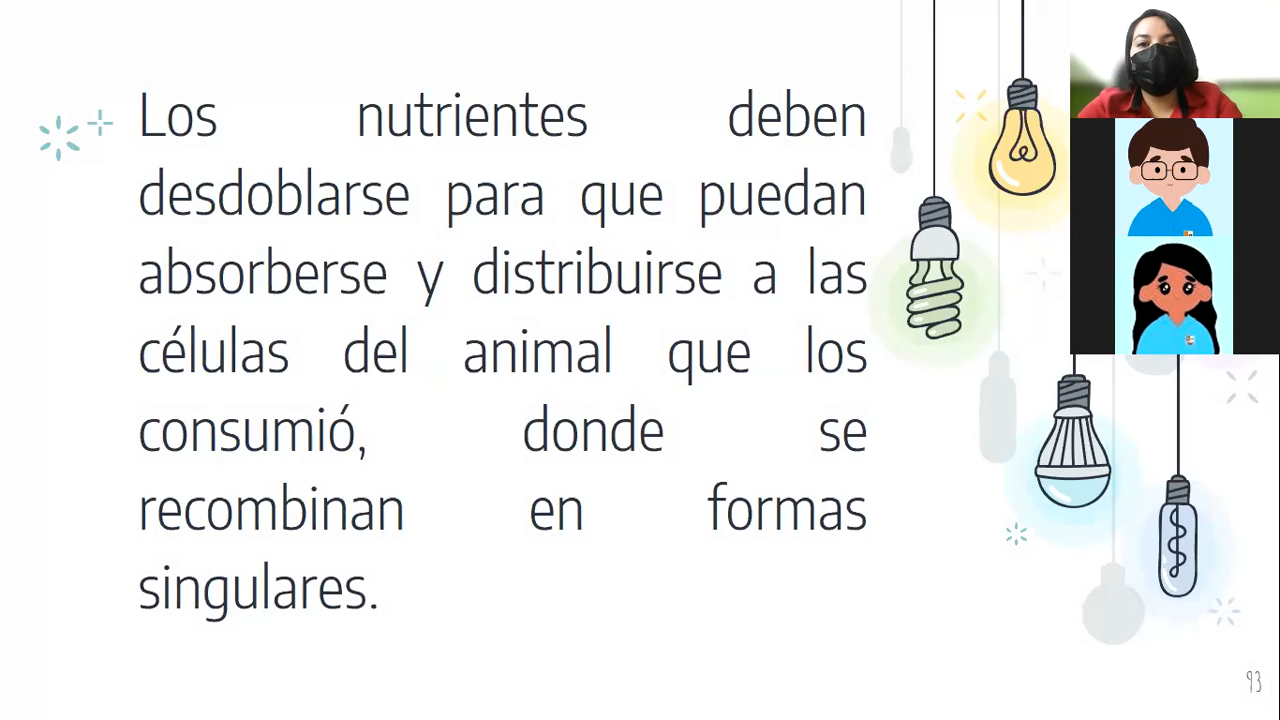 Los nutrientes deben
desdoblarse para que puedan
absorberse y distribuirse a las
células del animal que los
consumió, donde se
recombinan en formas
singulares.
93